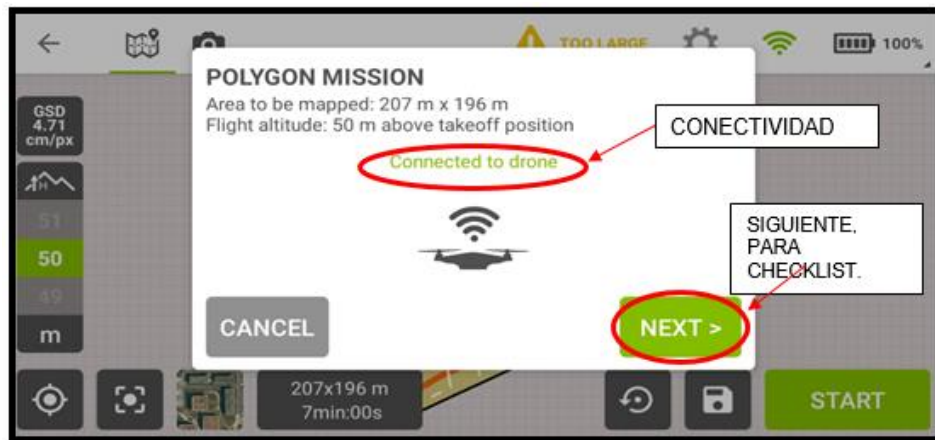 TOO LARGE
100%
GSD
4.71
cm/px
POLYGON MISSION
Area to be mapped: 207 m x 196 m
Flight altitude: 50 m above takeoff position
Connected to drone
CONECTIVIDAD
H
51
50
49
m
SIGUIENTE,
PARA
CHECKLIST.
CANCEL
NEXT >
207x196 m
7min:00s
START